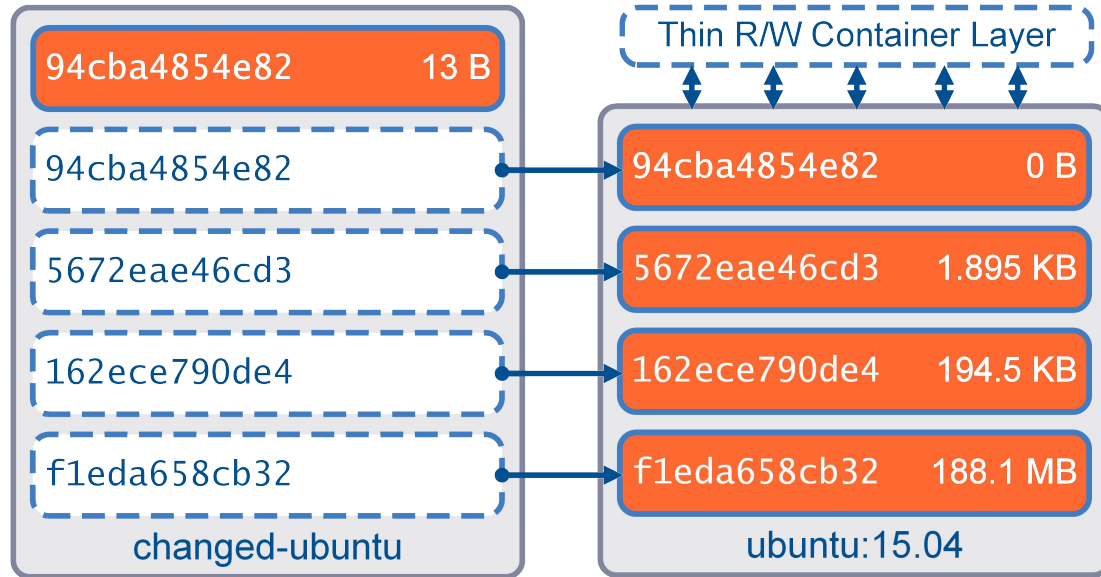 94cba4854e82 13 B
94cba4854e82
5672eae46cd3
162ece790de4
f1eda658cb32
changed-ubuntu
Thin R/W Container Layer
94cba4854e82 0 B
5672eae46cd3 1.895 KB
162ece790de4 194.5 KB
f1eda658cb32 188.1 MB
ubuntu:15.04